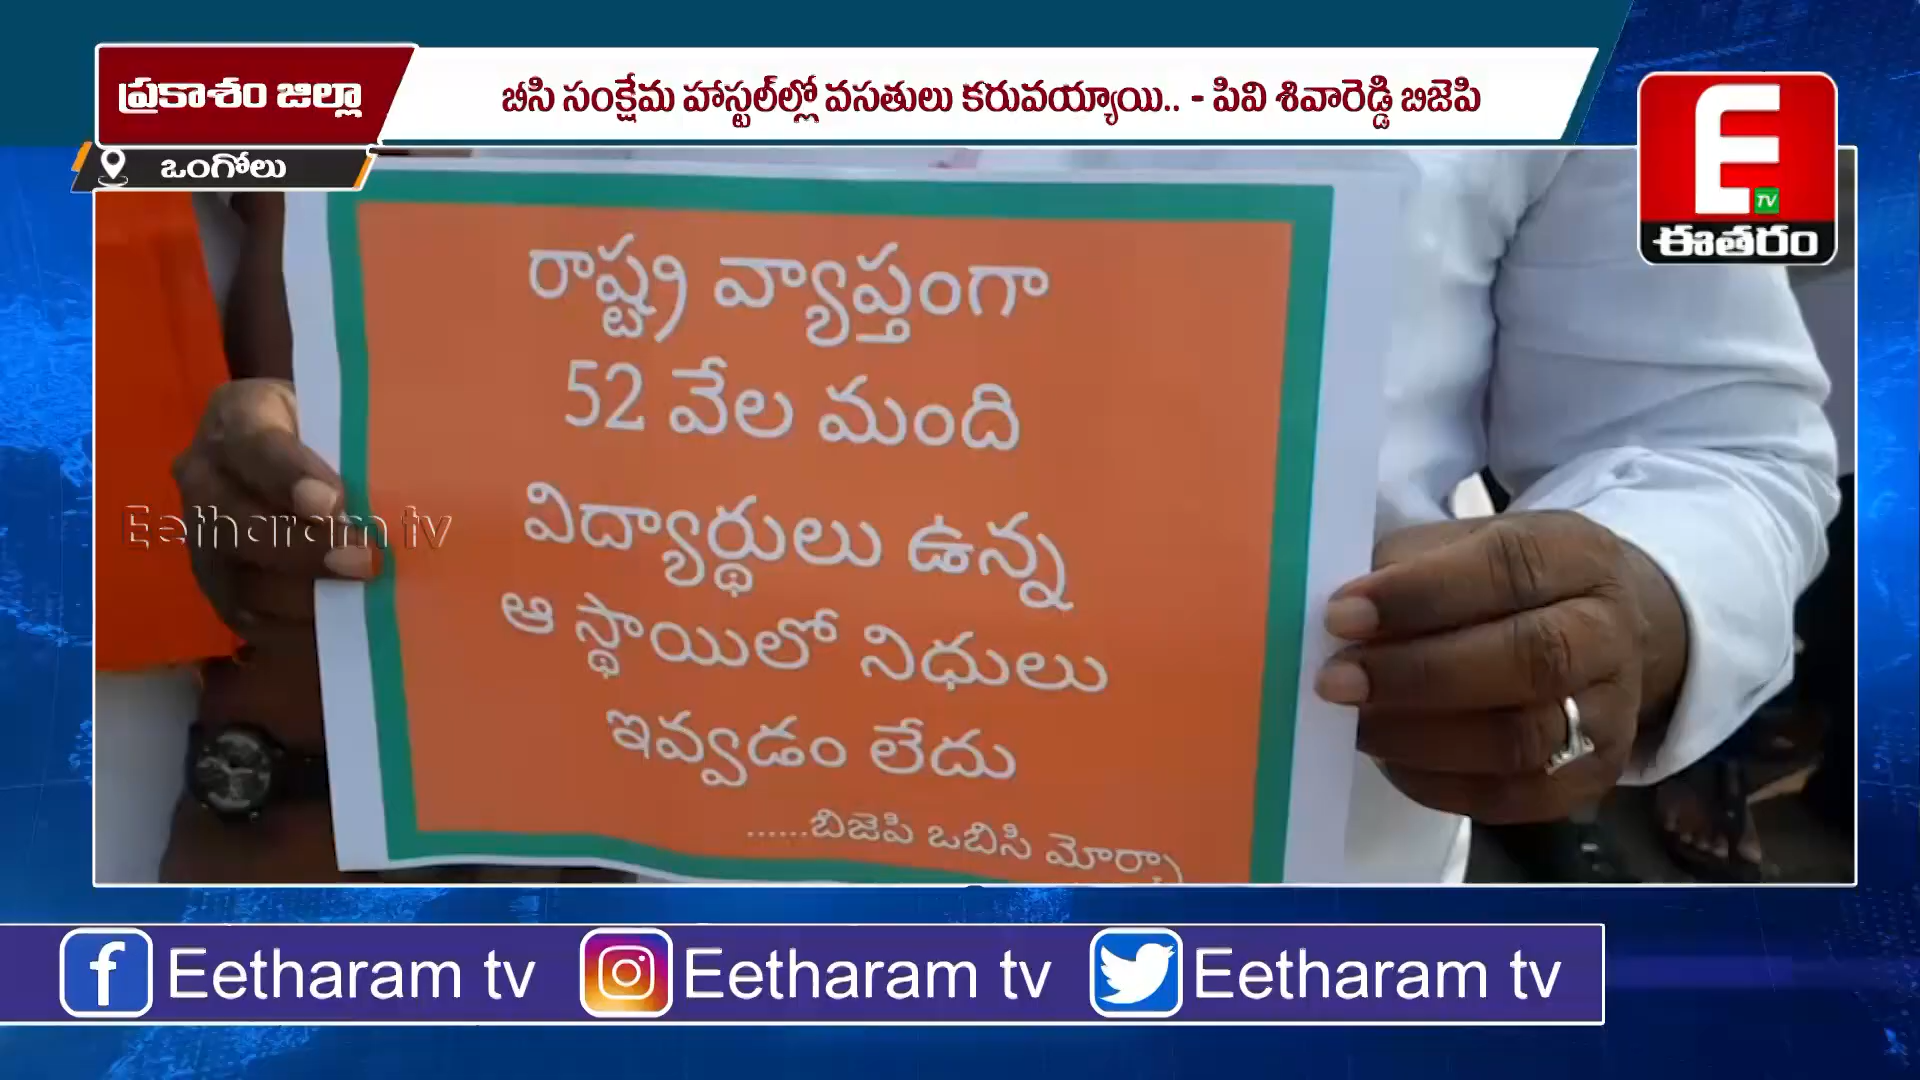 ప్రకాశం జిల్లా
బీసి సంక్షేమ హాస్టల్‌ల్లో వసతులు కరువయ్యాయి.. - పివి శివారెడ్డి బిజెపి
ఒంగోలు
E
TV
ఈతరం
రాష్ట్ర వ్యాప్తంగా
52 వేల మంది
విద్యార్థులు ఉన్న
ఆ స్థాయిలో నిధులు
ఇవ్వడం లేదు
......బిజెపి ఒబిసి మోర్చా
Eetharam tv
Eetharam tv
Eetharam tv
Eetharam tv